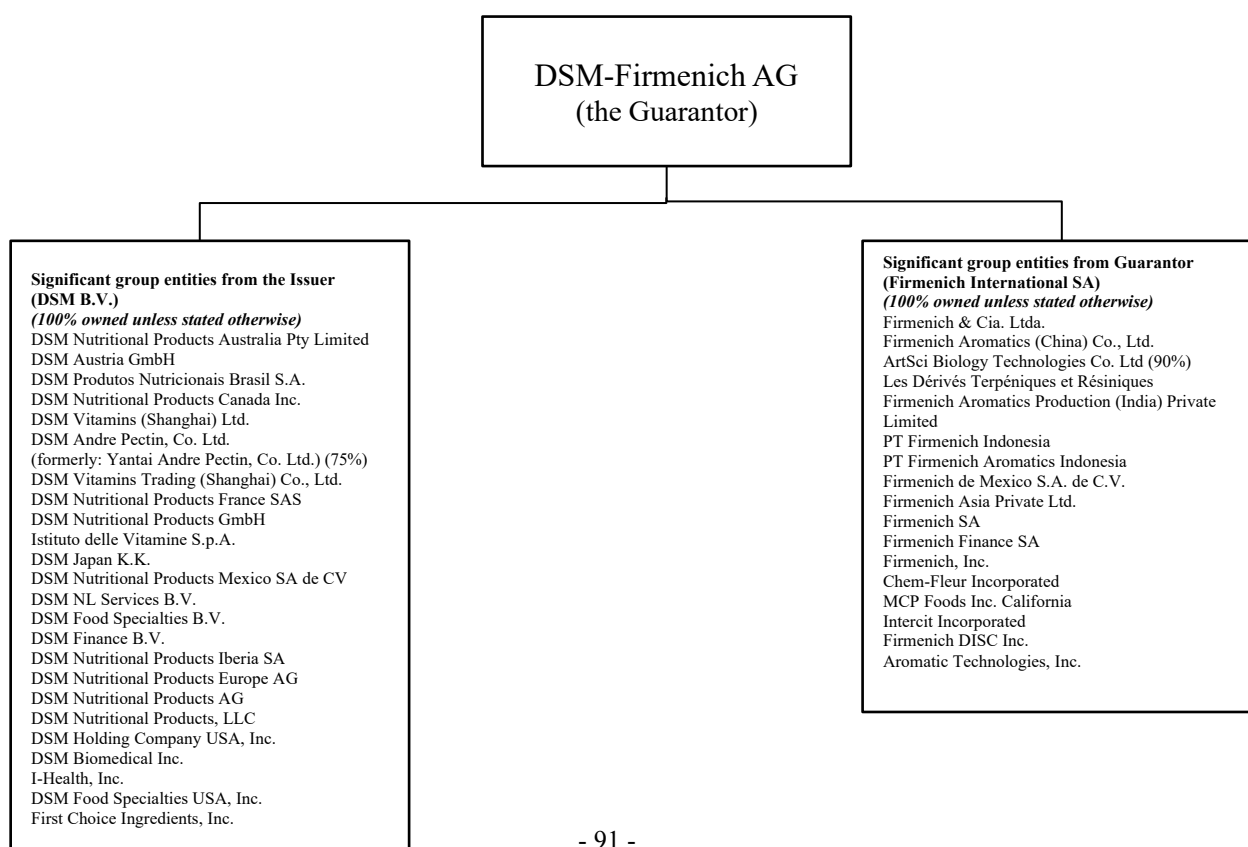 DSM-Firmenich AG
(the Guarantor)
Significant group entities from the Issuer
(DSM B.V.)
(100% owned unless stated otherwise)
DSM Nutritional Products Australia Pty Limited
DSM Austria GmbH
DSM Produtos Nutricionais Brasil S.A.
DSM Nutritional Products Canada Inc.
DSM Vitamins (Shanghai) Ltd.
DSM Andre Pectin, Co. Ltd.
(formerly: Yantai Andre Pectin, Co. Ltd.) (75%)
DSM Vitamins Trading (Shanghai) Co., Ltd.
DSM Nutritional Products France SAS
DSM Nutritional Products GmbH
Istituto delle Vitamine S.p.A.
DSM Japan K.K.
DSM Nutritional Products Mexico SA de CV
DSM NL Services B.V.
DSM Food Specialties B.V.
DSM Finance B.V.
DSM Nutritional Products Iberia SA
DSM Nutritional Products Europe AG
DSM Nutritional Products AG
DSM Nutritional Products, LLC
DSM Holding Company USA, Inc.
DSM Biomedical Inc.
I-Health, Inc.
DSM Food Specialties USA, Inc.
First Choice Ingredients, Inc.
Significant group entities from Guarantor
(Firmenich International SA)
(100% owned unless stated otherwise)
Firmenich & Cia. Ltda.
Firmenich Aromatics (China) Co., Ltd.
ArtSci Biology Technologies Co. Ltd (90%)
Les Dérivés Terpéniques et Résiniques
Firmenich Aromatics Production (India) Private
Limited
PT Firmenich Indonesia
PT Firmenich Aromatics Indonesia
Firmenich de Mexico S.A. de C.V.
Firmenich Asia Private Ltd.
Firmenich SA
Firmenich Finance SA
Firmenich, Inc.
Chem-Fleur Incorporated
MCP Foods Inc. California
Intercit Incorporated
Firmenich DISC Inc.
Aromatic Technologies, Inc.
- 91 -